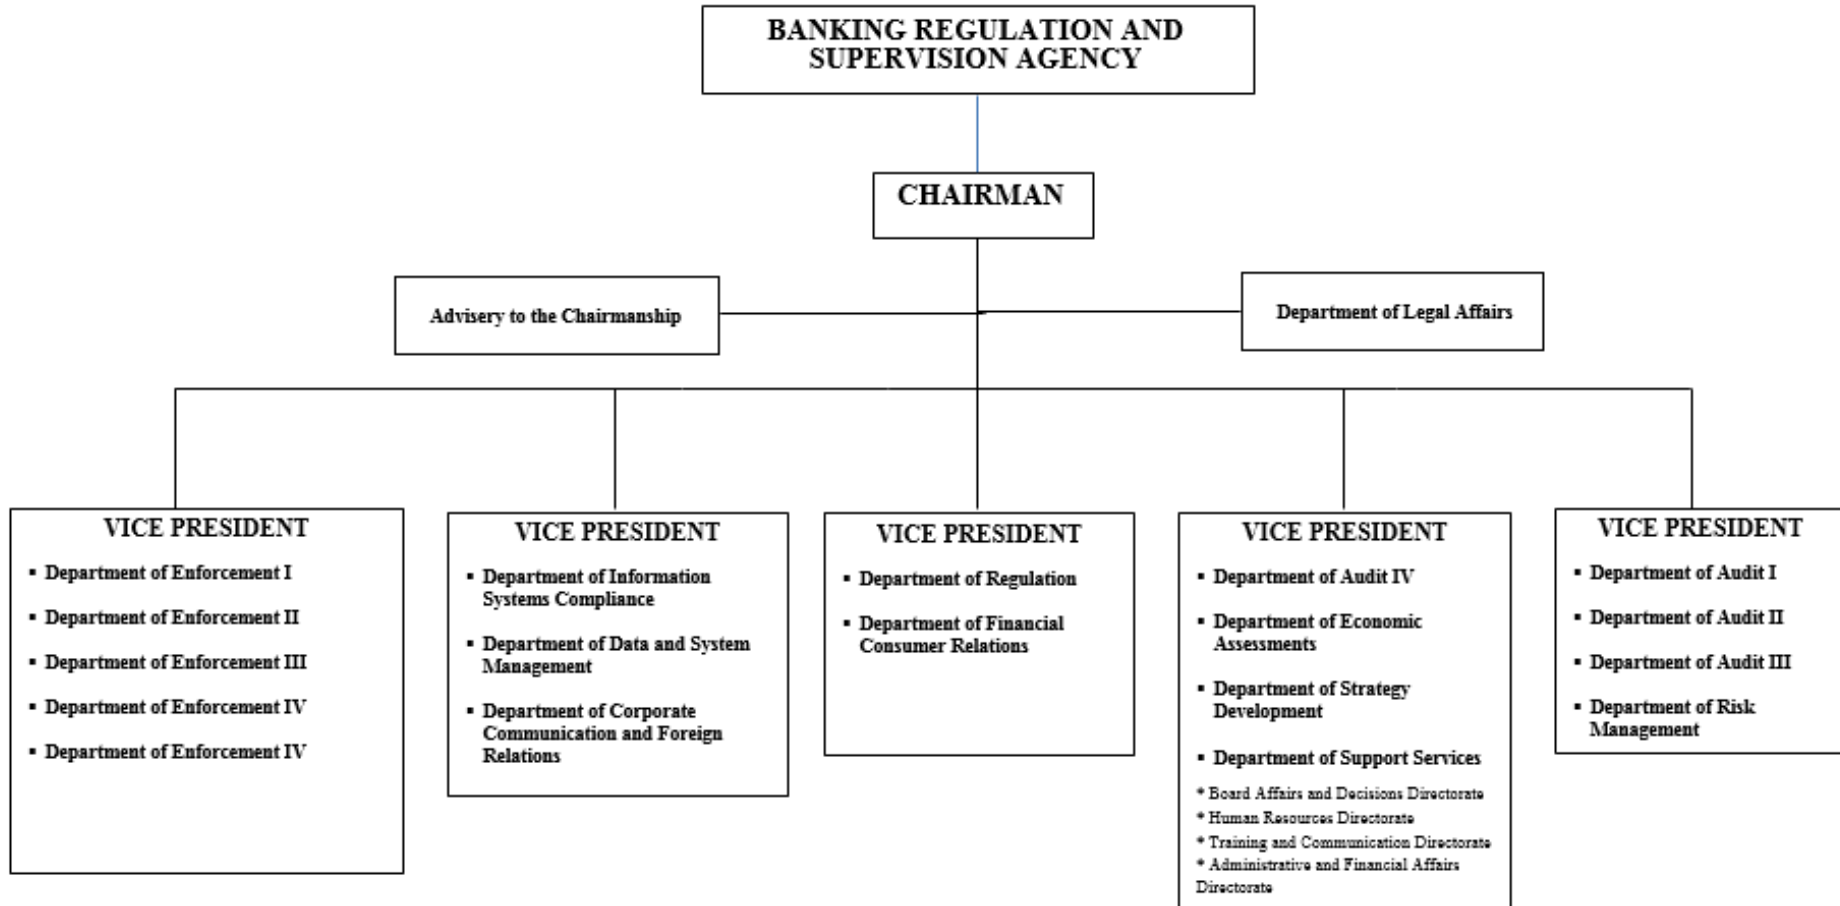 BANKING REGULATION AND
SUPERVISION AGENCY
CHAIRMAN
Advisery to the Chairmanship
Department of Legal Affairs
VICE PRESIDENT
▪ Department of Enforcement I
▪ Department of Enforcement II
▪ Department of Enforcement III
▪ Department of Enforcement IV
▪ Department of Enforcement IV
VICE PRESIDENT
▪ Department of Information
Systems Compliance
▪ Department of Data and System
Management
▪ Department of Corporate
Communication and Foreign
Relations
VICE PRESIDENT
▪ Department of Regulation
▪ Department of Financial
Consumer Relations
VICE PRESIDENT
▪ Department of Audit IV
▪ Department of Economic
Assessments
▪ Department of Strategy
Development
▪ Department of Support Services
* Board Affairs and Decisions Directorate
* Human Resources Directorate
* Training and Communication Directorate
* Administrative and Financial Affairs
Directorate
VICE PRESIDENT
▪ Department of Audit I
▪ Department of Audit II
▪ Department of Audit III
▪ Department of Risk
Management